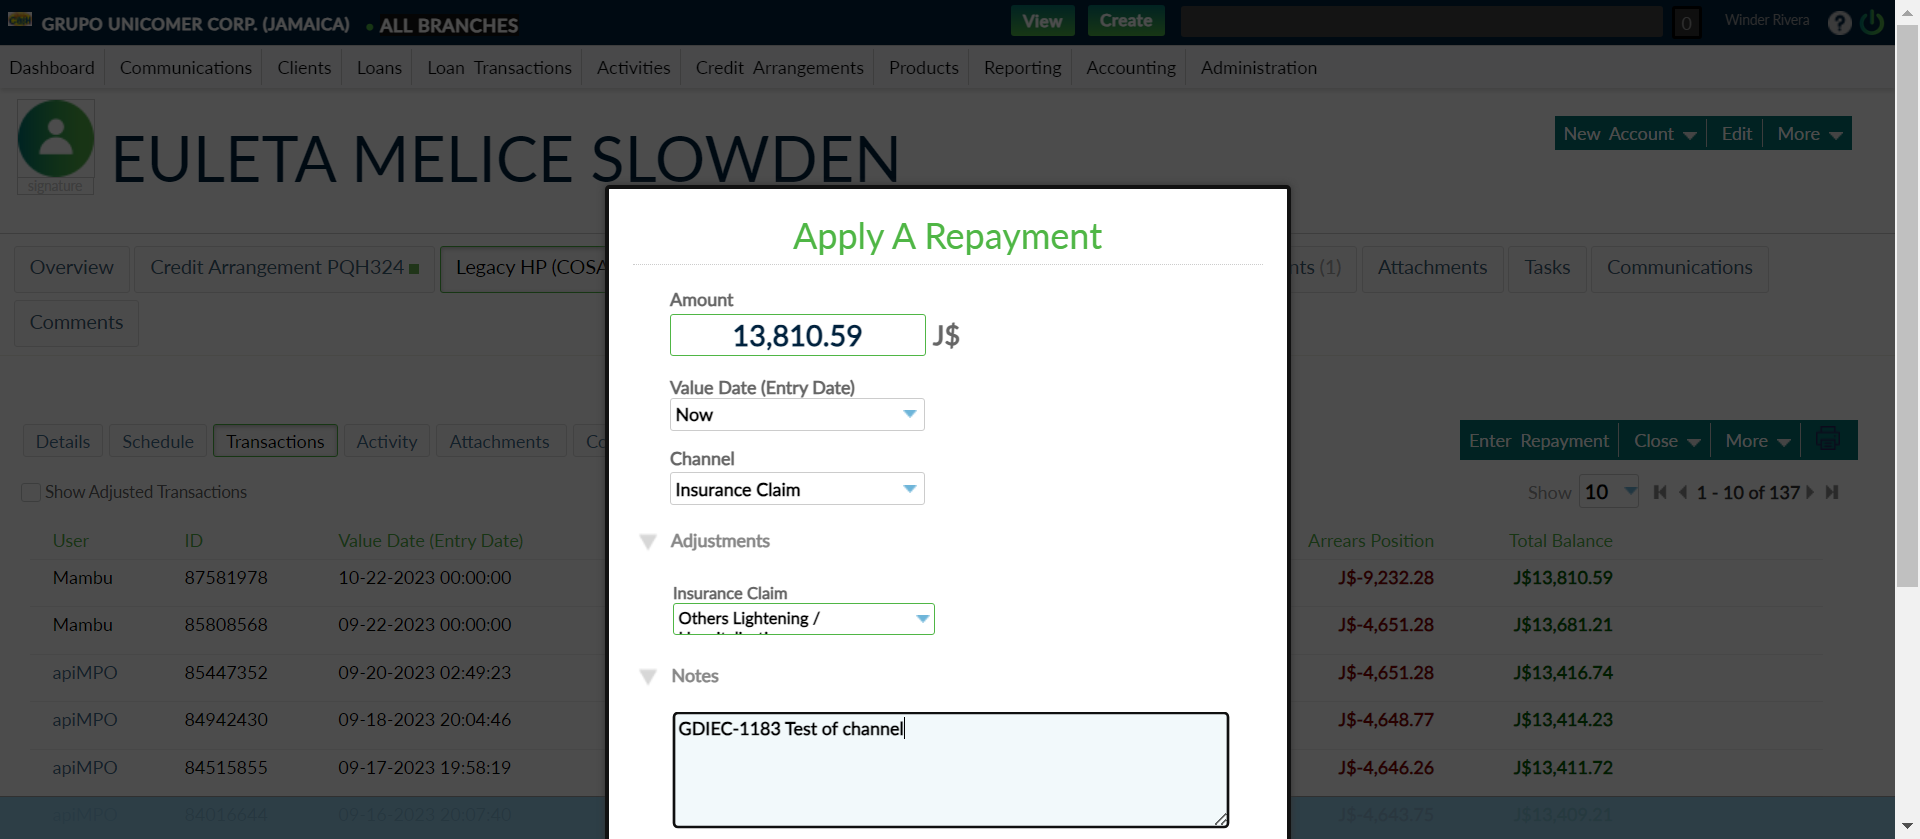 GRUPO UNICOMER CORP. (JAMAICA) ALL BRANCHES View Create 0 Winder Rivera ?
Dashboard Communications Clients Loans Loan Transactions Activities Credit Arrangements Products Reporting Accounting Administration
signature
EULETA MELICE SLOWDEN
New Account Edit More
Apply A Repayment
Overview Credit Arrangement PQH324 Legacy HP (COSA nts (1) Attachments Tasks Communications
Comments
Amount
13,810.59 J$
Value Date (Entry Date)
Now
Channel
Insurance Claim
Adjustments
Insurance Claim
Others Lightening /
Notes
GDIEC-1183 Test of channel
Details Schedule Transactions Activity Attachments Co
Enter Repayment Close More
Show Adjusted Transactions
Show 10 1 - 10 of 137
User ID Value Date (Entry Date) Arrears Position Total Balance
Mambu 87581978 10-22-2023 00:00:00 J$-9,232.28 J$13,810.59
Mambu 85808568 09-22-2023 00:00:00 J$-4,651.28 J$13,681.21
apiMPO 85447352 09-20-2023 02:49:23 J$-4,651.28 J$13,416.74
apiMPO 84942430 09-18-2023 20:04:46 J$-4,648.77 J$13,414.23
apiMPO 84515855 09-17-2023 19:58:19 J$-4,646.26 J$13,411.72
apiMPO 84016644 09-16-2023 20:07:40 J$-4,643.75 J$13,409.21